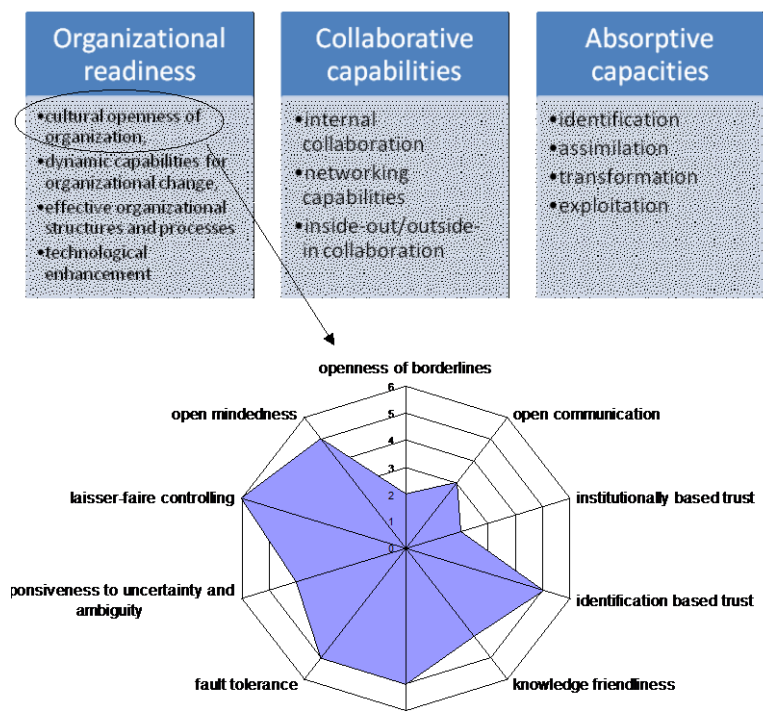 Organizational
readiness
•cultural openness of
organization,
•dynamic capabilities for
organizational change,
•effective organizational
structures and processes
•technological
enhancement
Collaborative
capabilities
•internal
collaboration
•networking
capabilities
•inside-out/outside-
in collaboration
Absorptive
capacities
•identification
•assimilation
•transformation
•exploitation
openness of borderlines
open communication
institutionally based trust
identification based trust
knowledge friendliness
fault tolerance
ponsiveness to uncertainty and
ambiguity
laisser-faire controlling
open mindedness
6
5
4
3
2
1
0